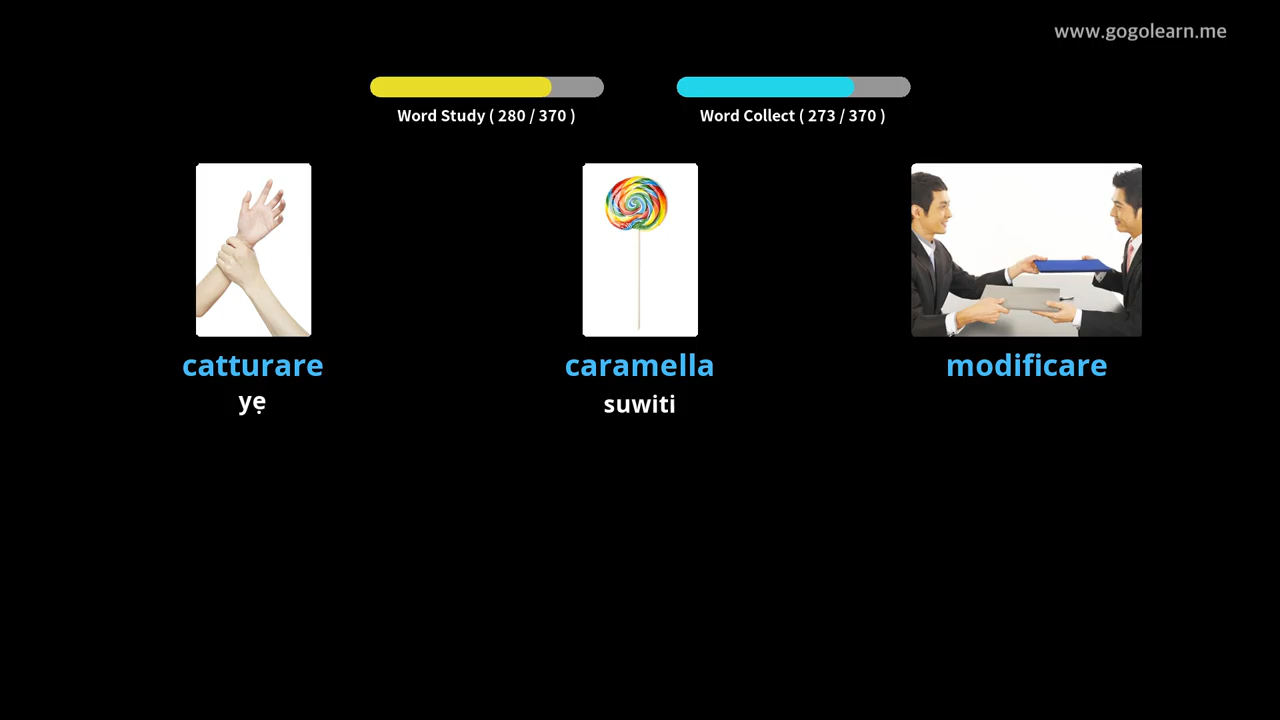 www.gogolearn.me
Word Study ( 280 / 370 )
Word Collect ( 273 / 370 )
catturare
caramella
modificare
yẹ
suwiti